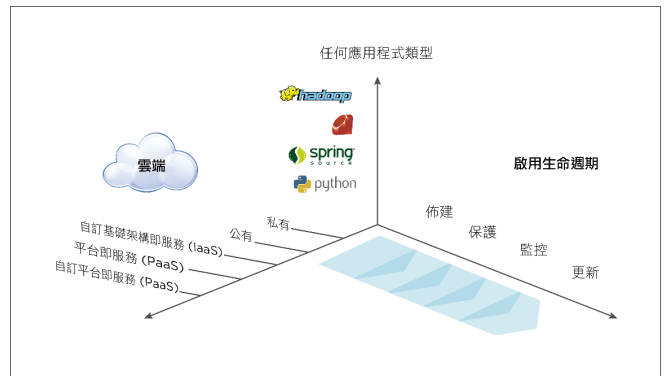 任何應用程式類型
hadoop
spring
source
python
雲端
啟用生命週期
私有
公有
自訂基礎架構即服務 (IaaS)
平台即服務 (PaaS)
自訂平台即服務 (PaaS)
佈建
保護
監控
更新